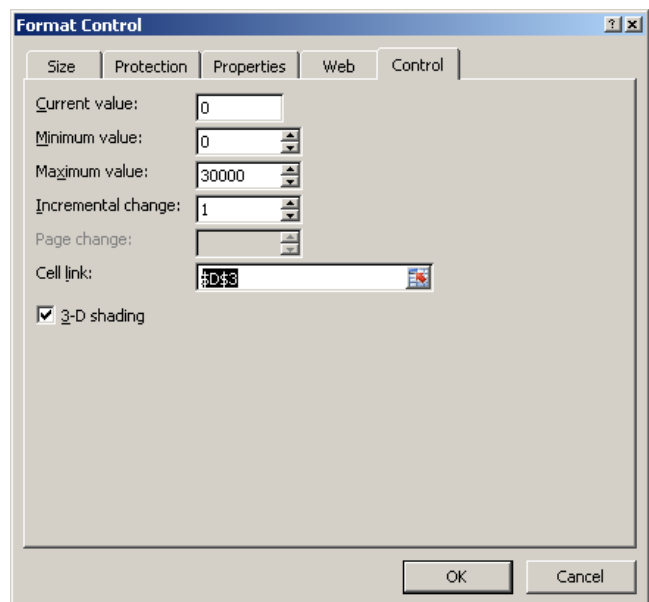 Format Control
Size Protection Properties Web Control
Current value: 0
Minimum value: 0
Maximum value: 30000
Incremental change: 1
Page change:
Cell link: $D$3
3-D shading
OK Cancel